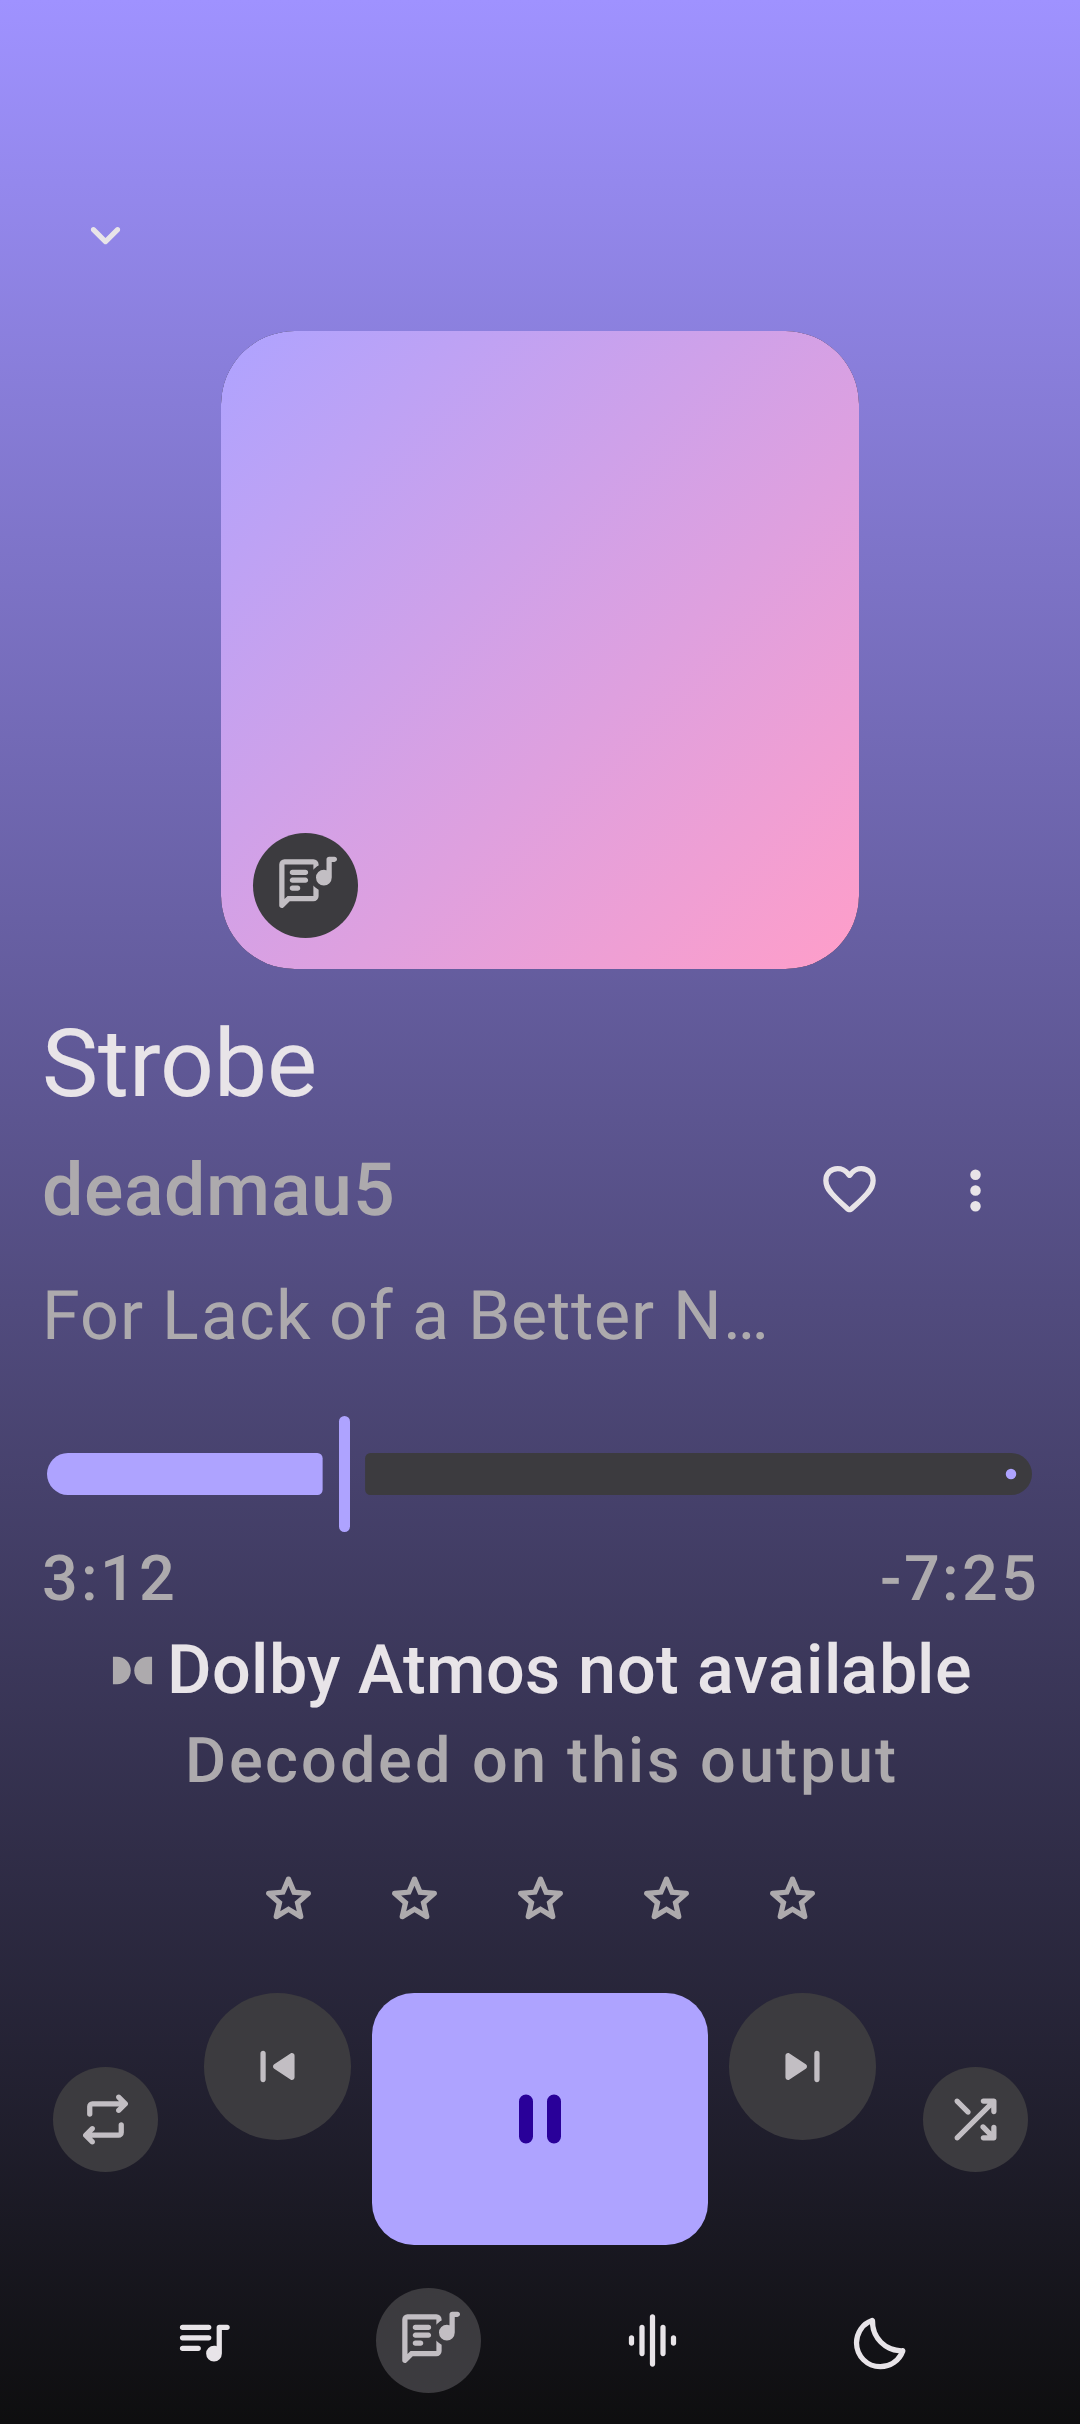 Strobe
deadmau5
For Lack of a Better N…
3:12
-7:25
Dolby Atmos not available
Decoded on this output